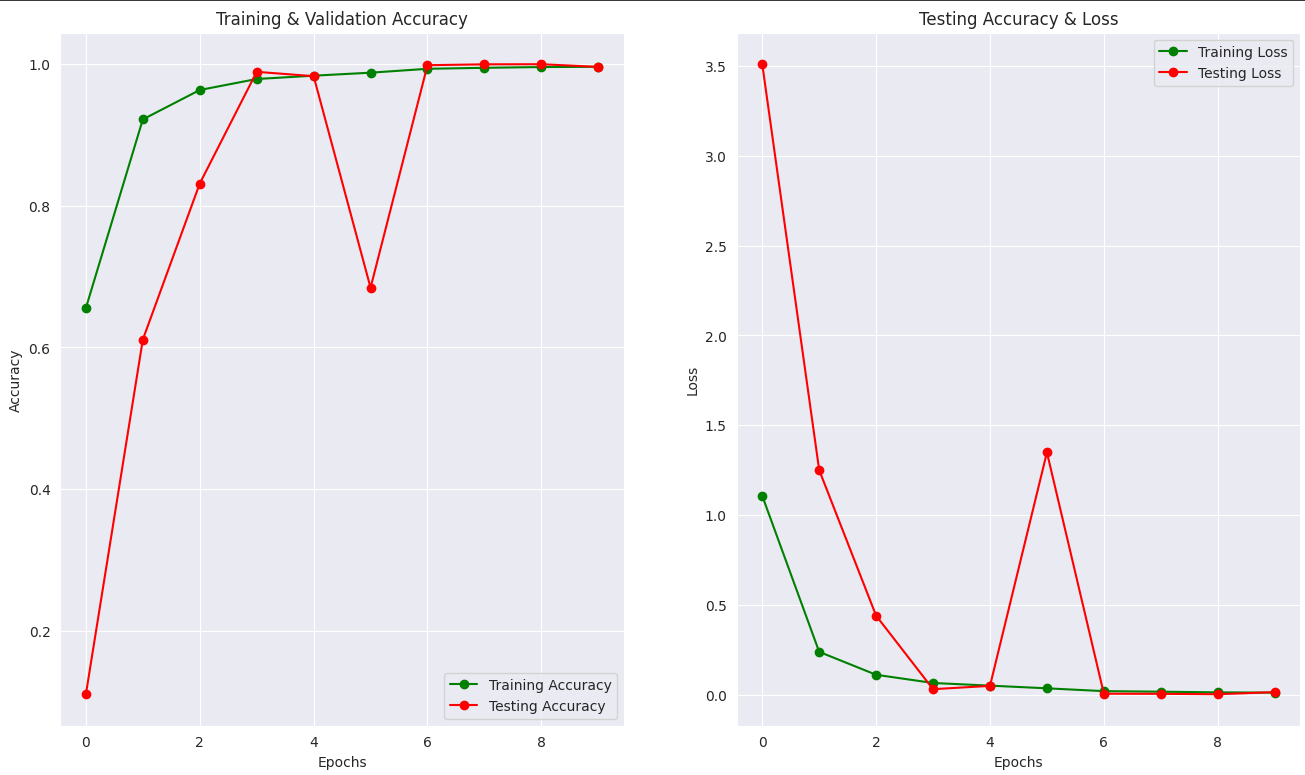 Training & Validation Accuracy
1.0
0.8
0.6
0.4
0.2
Accuracy
Training Accuracy
Testing Accuracy
0 2 4 6 8
Epochs
Testing Accuracy & Loss
Training Loss
Testing Loss
3.5
3.0
2.5
2.0
1.5
1.0
0.5
0.0
Loss
0 2 4 6 8
Epochs